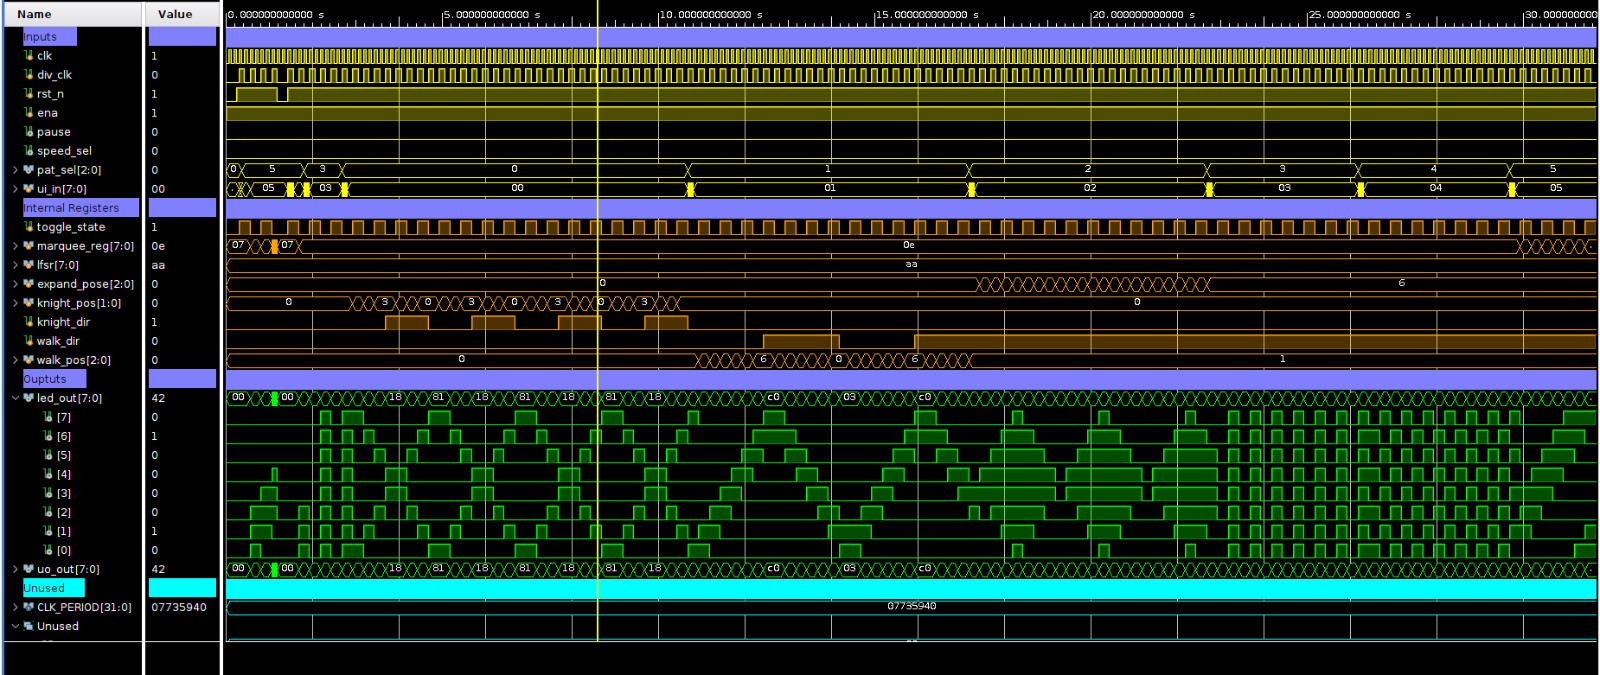 Name Value 0.000000000000 s 5.000000000000 s 10.000000000000 s 15.000000000000 s 20.000000000000 s 25.000000000000 s 30.0000000000
Inputs
clk 1
div_clk 0
rst_n 1
ena 1
pause 0
speed_sel 0
pat_sel[2:0] 0 0 5 3 0 1 2 3 4 5
ui_in[7:0] 00 05 03 00 01 02 03 04 05
Internal Registers
toggle_state 1
marquee_reg[7:0] 0e 07 07 0e
lfsr[7:0] aa aa
expand_pose[2:0] 0 0 6
knight_pos[1:0] 0 0 3 0 3 0 3 0 3 0
knight_dir 1
walk_dir 0
walk_pos[2:0] 0 0 6 0 6 1
Ouptuts
led_out[7:0] 42 00 00 18 81 18 81 18 81 18 c0 03 c0
[7] 0
[6] 1
[5] 0
[4] 0
[3] 0
[2] 0
[1] 1
[0] 0
uo_out[7:0] 42 00 00 18 81 18 81 18 81 18 c0 03 c0
Unused
CLK_PERIOD[31:0] 07735940 07735940
Unused